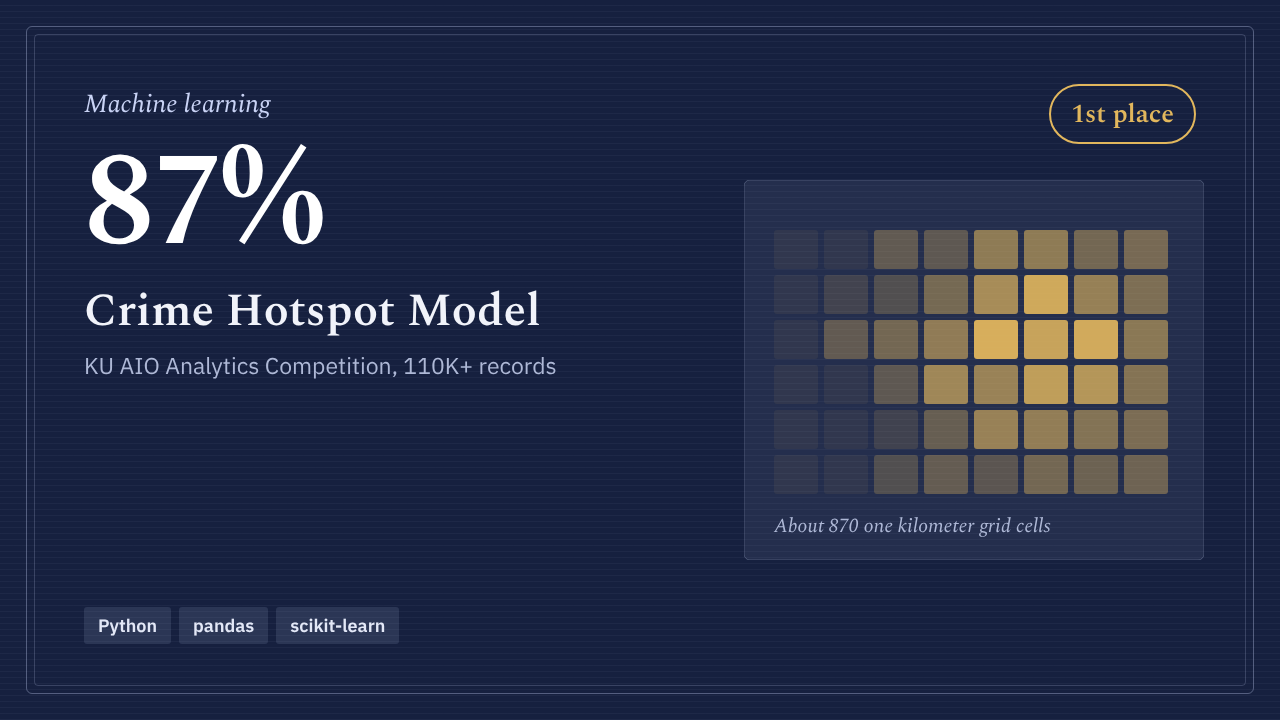 Machine learning
1st place
87%
Crime Hotspot Model
KU AIO Analytics Competition, 110K+ records
About 870 one kilometer grid cells
Python
pandas
scikit-learn